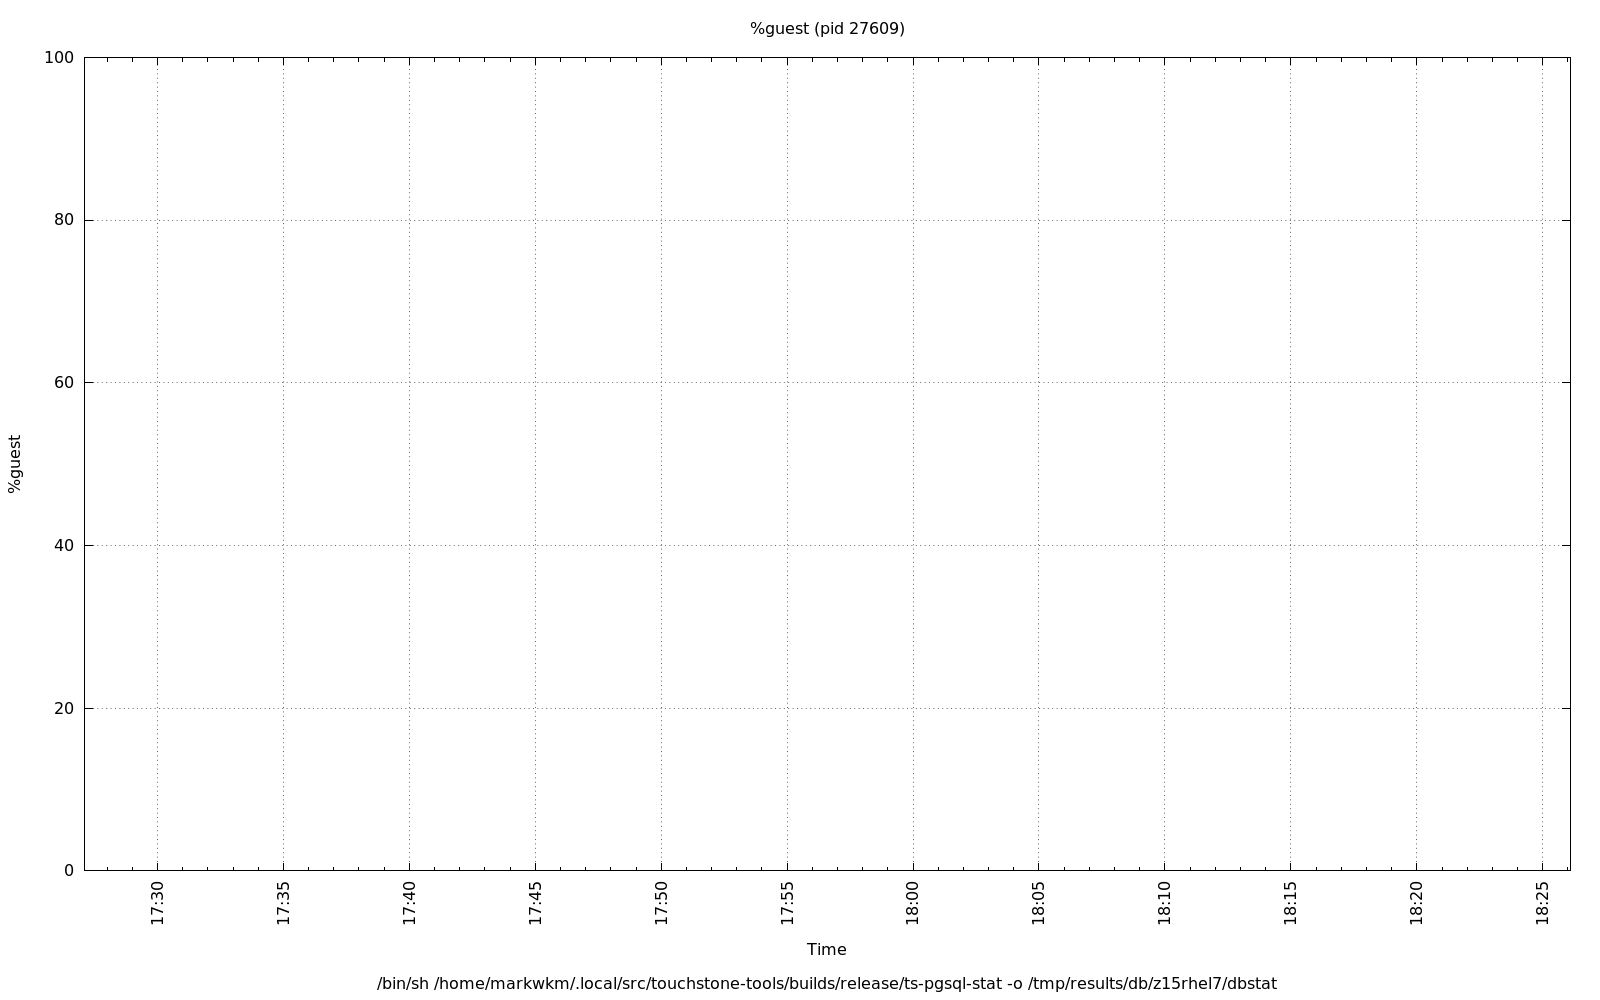 %guest (pid 27609)
100
80
60
40
20
0
%guest
17:30 17:35 17:40 17:45 17:50 17:55 18:00 18:05 18:10 18:15 18:20 18:25
Time
/bin/sh /home/markwkm/.local/src/touchstone-tools/builds/release/ts-pgsql-stat -o /tmp/results/db/z15rhel7/dbstat